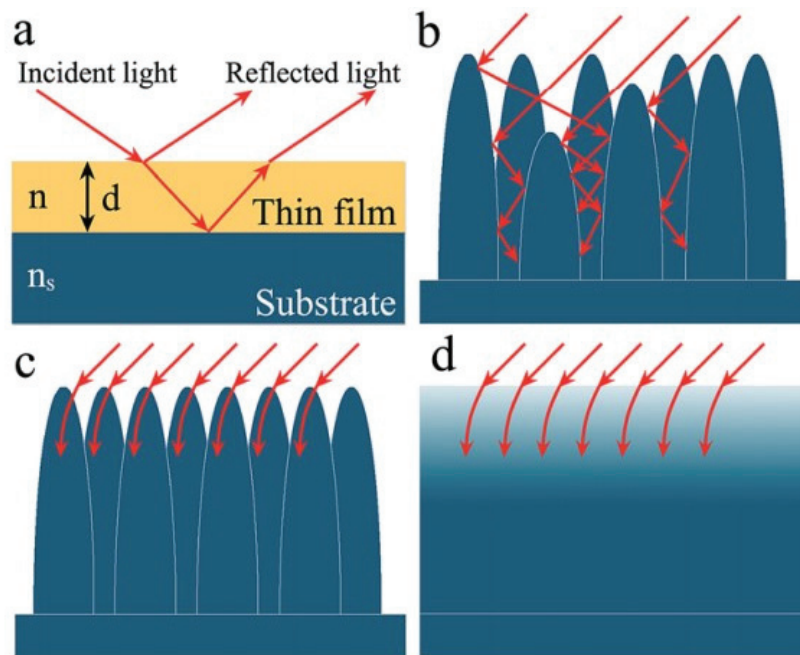 a
Incident light Reflected light
n d Thin film
nₛ Substrate
b
c
d